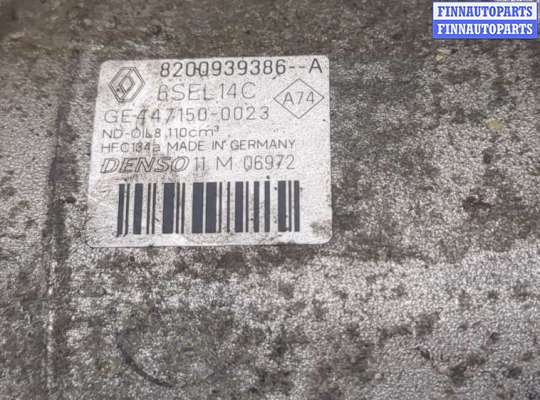 FINNAUTOPARTS
FINNAUTOPARTS
8200939386--A
6SEL14C
A74
GE447150-0023
ND-OIL8,110cm³
HFC134a MADE IN GERMANY
DENSO 11 M 06972